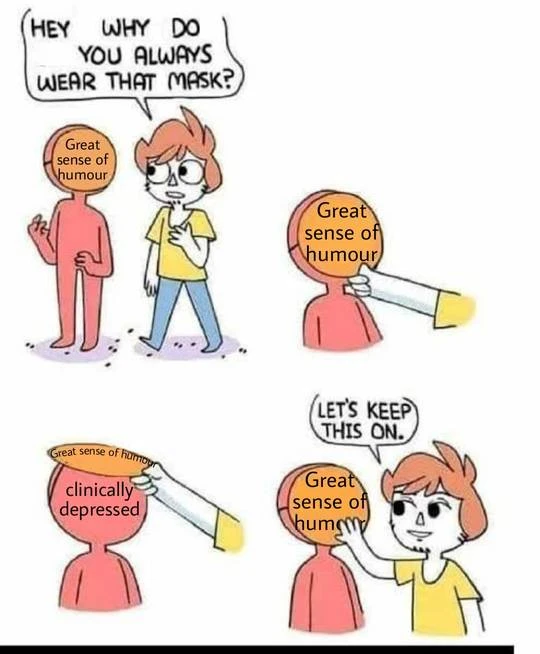 HEY WHY DO
YOU ALWAYS
WEAR THAT MASK?
Great
sense of
humour
Great
sense of
humour
Great sense of humour
clinically
depressed
LET'S KEEP
THIS ON.
Great
sense of
humour